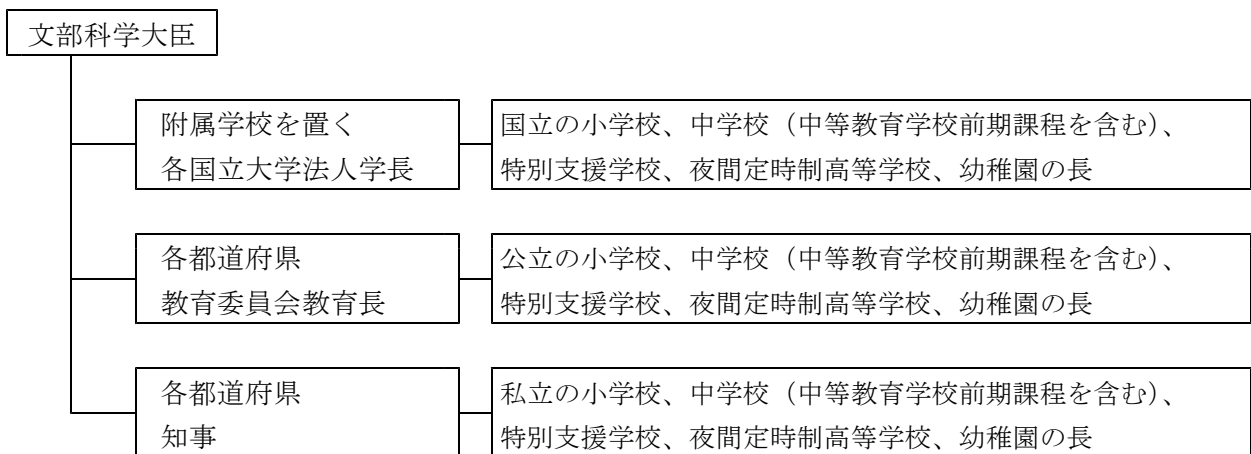 文部科学大臣
附属学校を置く
各国立大学法人学長
国立の小学校、中学校（中等教育学校前期課程を含む）、
特別支援学校、夜間定時制高等学校、幼稚園の長
各都道府県
教育委員会教育長
公立の小学校、中学校（中等教育学校前期課程を含む）、
特別支援学校、夜間定時制高等学校、幼稚園の長
各都道府県
知事
私立の小学校、中学校（中等教育学校前期課程を含む）、
特別支援学校、夜間定時制高等学校、幼稚園の長